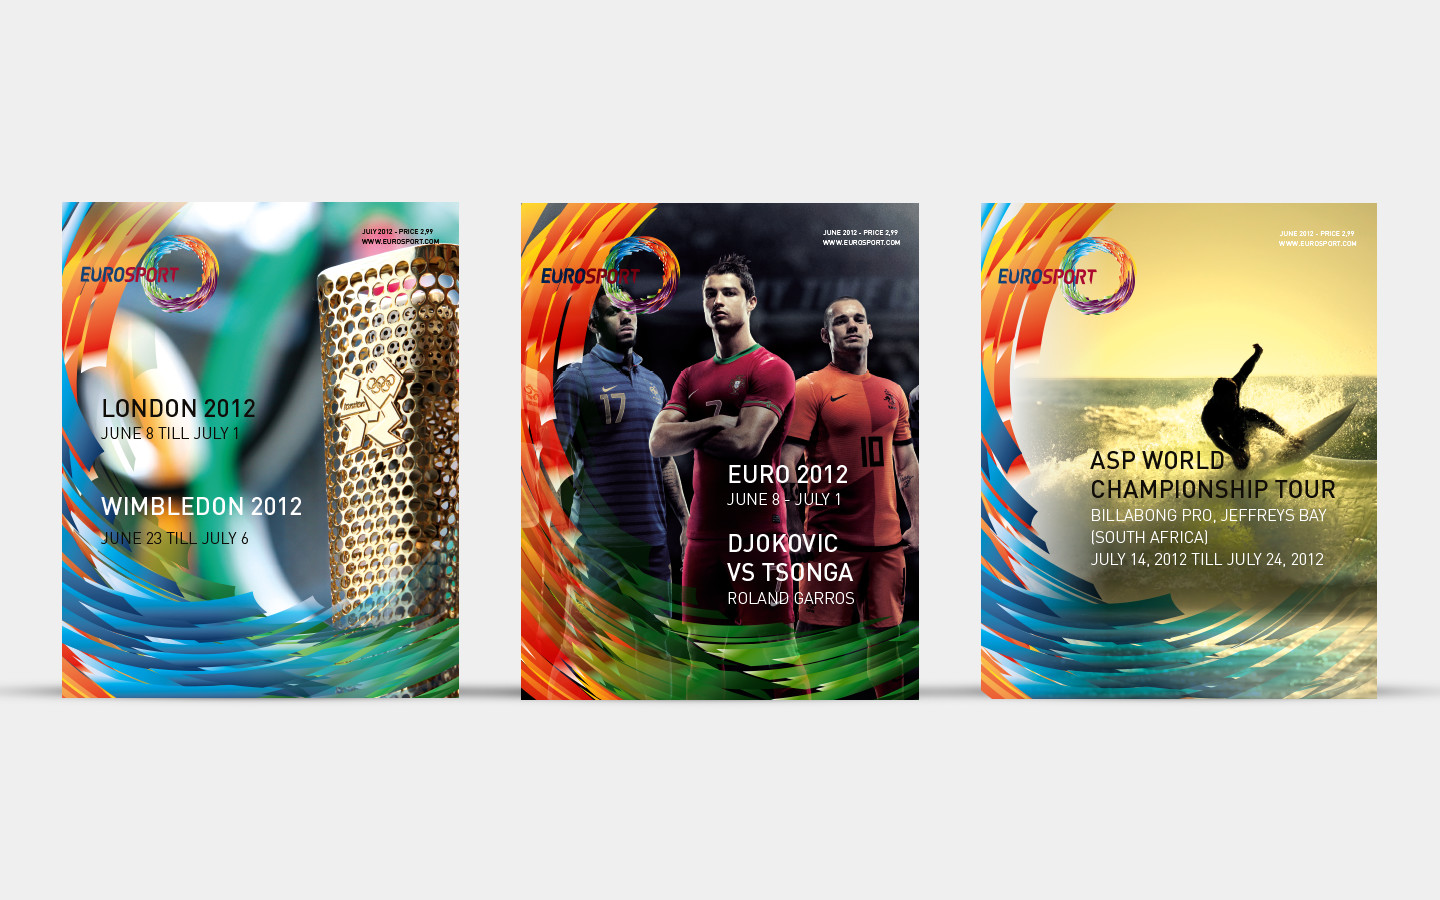 JULY 2012 - PRICE 2,99
WWW.EUROSPORT.COM
EUROSPORT
LONDON 2012
JUNE 8 TILL JULY 1
WIMBLEDON 2012
JUNE 23 TILL JULY 6
JUNE 2012 - PRICE 2,99
WWW.EUROSPORT.COM
EUROSPORT
17
7
10
EURO 2012
JUNE 8 - JULY 1
DJOKOVIC
VS TSONGA
ROLAND GARROS
JUNE 2012 - PRICE 2,99
WWW.EUROSPORT.COM
EUROSPORT
ASP WORLD
CHAMPIONSHIP TOUR
BILLABONG PRO, JEFFREYS BAY
(SOUTH AFRICA)
JULY 14, 2012 TILL JULY 24, 2012